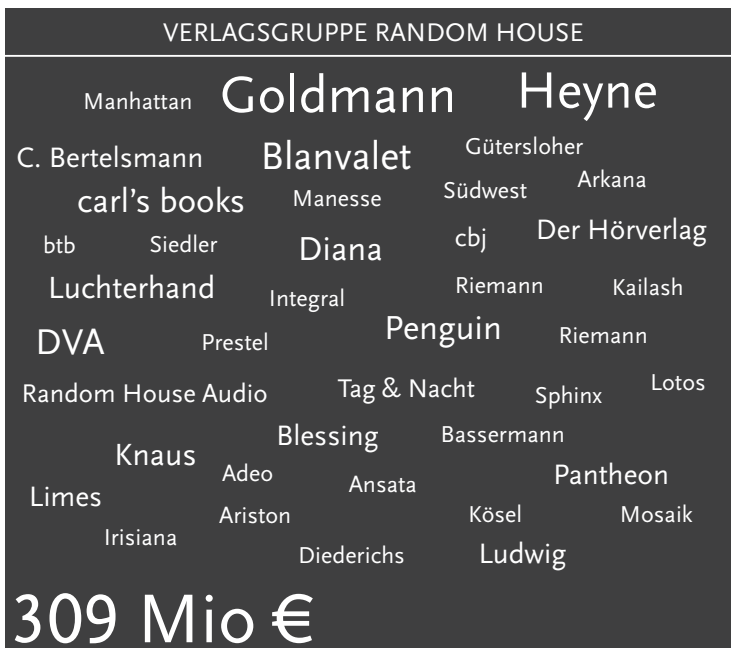 VERLAGSGRUPPE RANDOM HOUSE
Manhattan Goldmann Heyne
C. Bertelsmann Blanvalet Gütersloher
carl’s books Manesse Südwest Arkana
btb Siedler Diana cbj Der Hörverlag
Luchterhand Integral Riemann Kailash
DVA Prestel Penguin Riemann
Random House Audio Tag & Nacht Sphinx Lotos
Knaus Blessing Bassermann
Limes Adeo Ansata Pantheon
Irisiana Ariston Kösel Mosaik
Diederichs Ludwig
309 Mio €